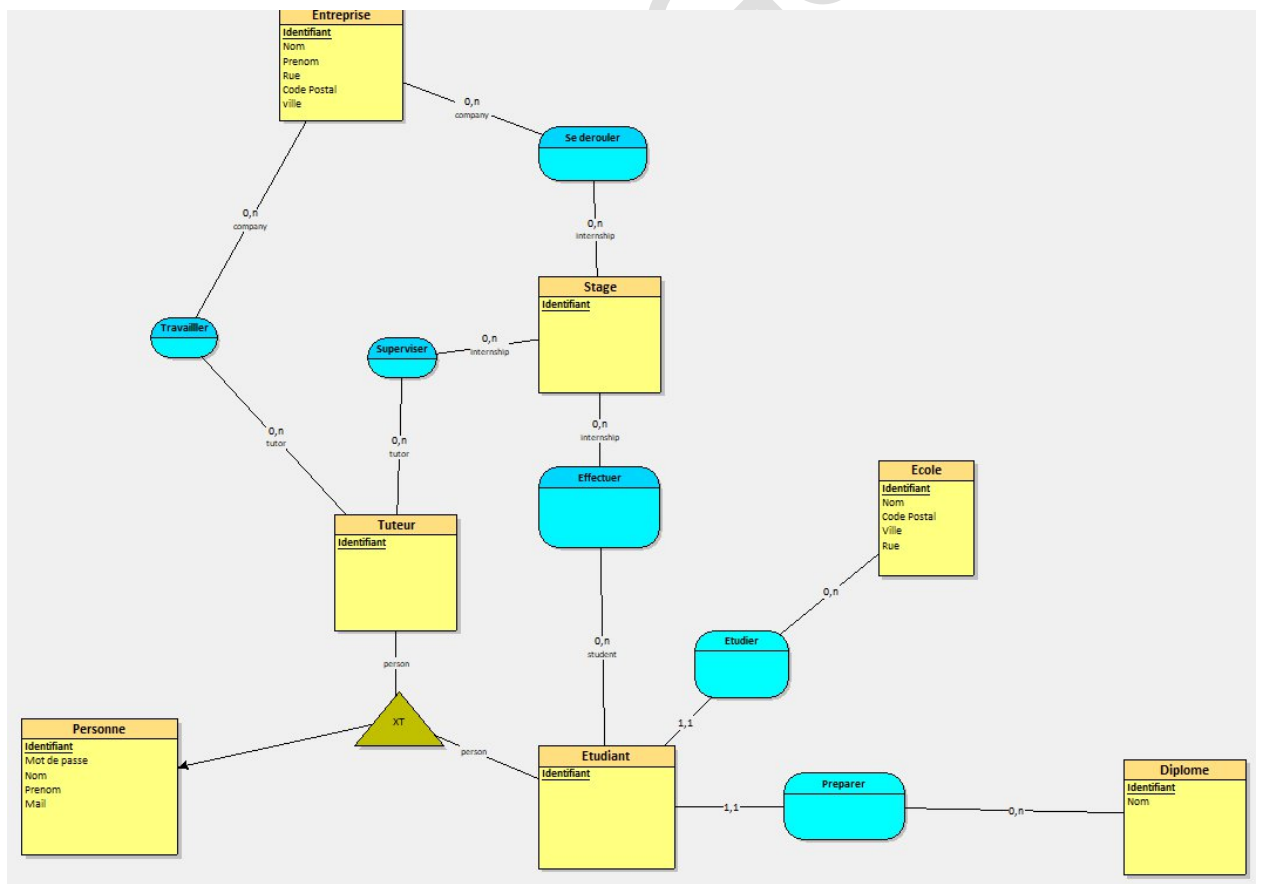 Entreprise
Identifiant
Nom
Prenom
Rue
Code Postal
ville
0,n
company
Se derouler
0,n
company
0,n
internship
Stage
Identifiant
Travailler
Superviser
0,n
internship
0,n
tutor
0,n
tutor
0,n
internship
Effectuer
Ecole
Identifiant
Nom
Code Postal
Ville
Rue
Tuteur
Identifiant
0,n
0,n
student
Etudier
person
1,1
XT
person
Personne
Identifiant
Mot de passe
Nom
Prenom
Mail
Etudiant
Identifiant
1,1
Preparer
0,n
Diplome
Identifiant
Nom